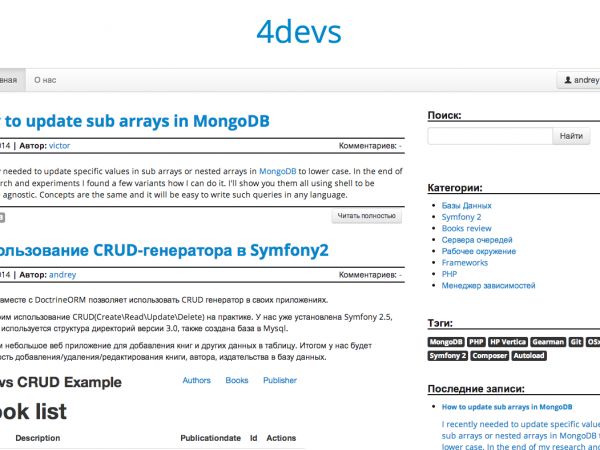 4devs
вная О нас andrey
to update sub arrays in MongoDB
014 | Автор: victor Комментариев: -
needed to update specific values in sub arrays or nested arrays in MongoDB to lower case. In the end of
rch and experiments I found a few variants how I can do it. I'll show you them all using shell to be
agnostic. Concepts are the same and it will be easy to write such queries in any language.
Читать полностью
ользование CRUD-генератора в Symfony2
014 | Автор: andrey Комментариев: -
вместе с DoctrineORM позволяет использовать CRUD генератор в своих приложениях.
рим использование CRUD(Create\Read\Update\Delete) на практике. У нас уже установлена Symfony 2.5,
используется структура директорий версии 3.0, также создана база в Mysql.
м небольшое веб приложение для добавления книг и других данных в таблицу. Итогом у нас будет
ость добавления/удаления/редактирования книги, автора, издательства в базу данных.
vs CRUD Example Authors Books Publisher
ok list
Description Publicationdate Id Actions
Поиск:
Найти
Категории:
Базы Данных
Symfony 2
Books review
Сервера очередей
Рабочее окружение
Frameworks
PHP
Менеджер зависимостей
Тэги:
MongoDB PHP HP Vertica Gearman Git OSx
Symfony 2 Composer Autoload
Последние записи:
How to update sub arrays in MongoDB
I recently needed to update specific value
sub arrays or nested arrays in MongoDB t
lower case. In the end of my research and